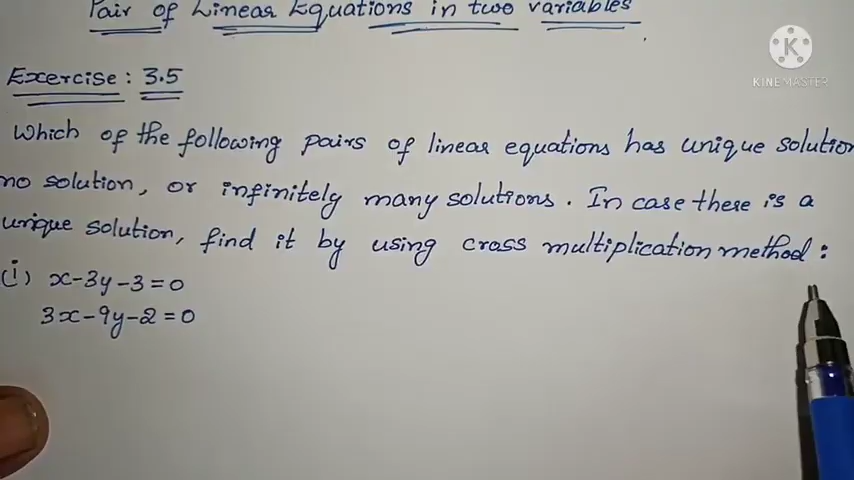 Pair of Linear Equations in two variables
Exercise: 3.5
KINEMASTER
Which of the following pairs of linear equations has unique solution
no solution, or infinitely many solutions. In case there is a
unique solution, find it by using cross multiplication method:
(i) x-3y-3=0
3x-9y-2=0